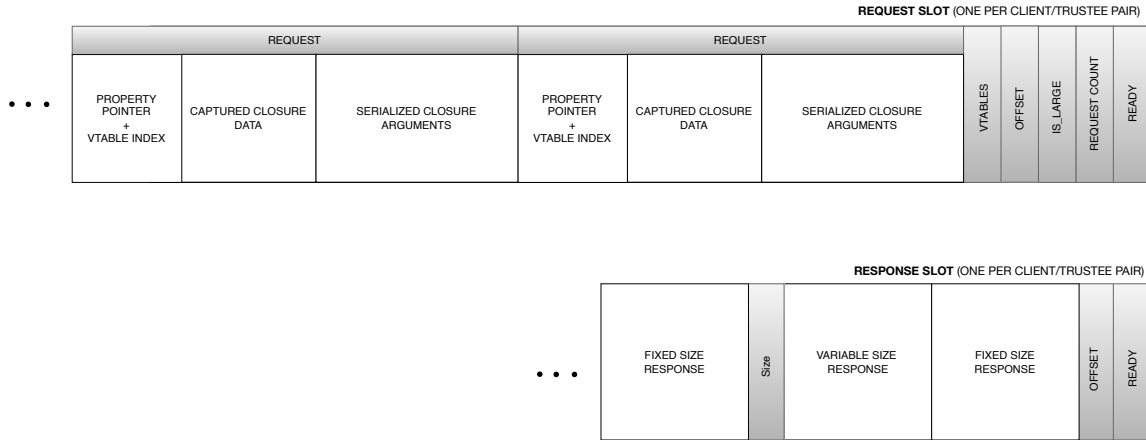 REQUEST SLOT (ONE PER CLIENT/TRUSTEE PAIR)
REQUEST
REQUEST
• • •
PROPERTY
POINTER
+
VTABLE INDEX
CAPTURED CLOSURE
DATA
SERIALIZED CLOSURE
ARGUMENTS
PROPERTY
POINTER
+
VTABLE INDEX
CAPTURED CLOSURE
DATA
SERIALIZED CLOSURE
ARGUMENTS
VTABLES
OFFSET
IS_LARGE
REQUEST COUNT
READY
RESPONSE SLOT (ONE PER CLIENT/TRUSTEE PAIR)
• • •
FIXED SIZE
RESPONSE
Size
VARIABLE SIZE
RESPONSE
FIXED SIZE
RESPONSE
OFFSET
READY